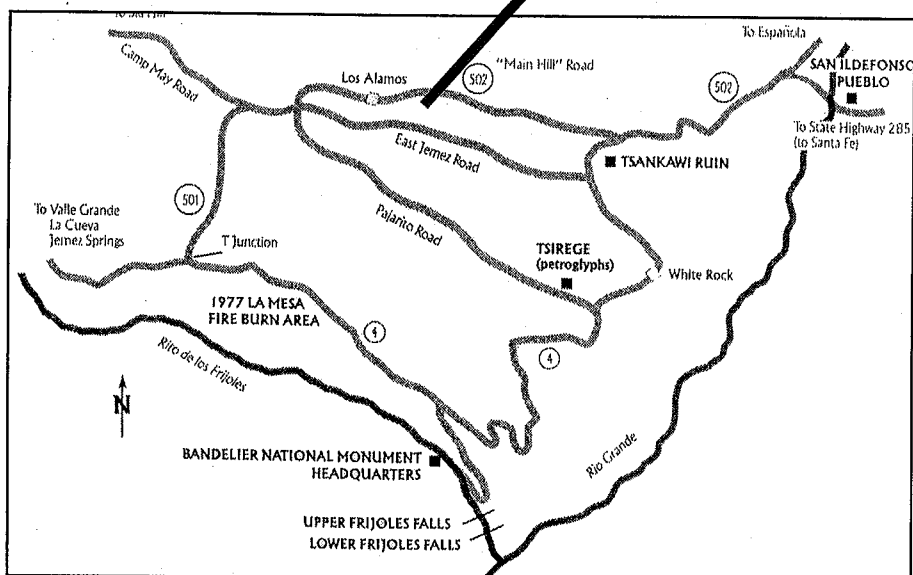 Camp May Road
Los Alamos
502
"Main Hill" Road
502
To Española
SAN ILDEFONSO
PUEBLO
To State Highway 285
(to Santa Fe)
East Jemez Road
TSANKAWI RUIN
501
Pajarito Road
To Valle Grande
La Cueva
Jemez Springs
T Junction
TSIREGE
(petroglyphs)
White Rock
1977 LA MESA
FIRE BURN AREA
4
4
Rito de los Frijoles
N
BANDELIER NATIONAL MONUMENT
HEADQUARTERS
Rio Grande
UPPER FRIJOLES FALLS
LOWER FRIJOLES FALLS